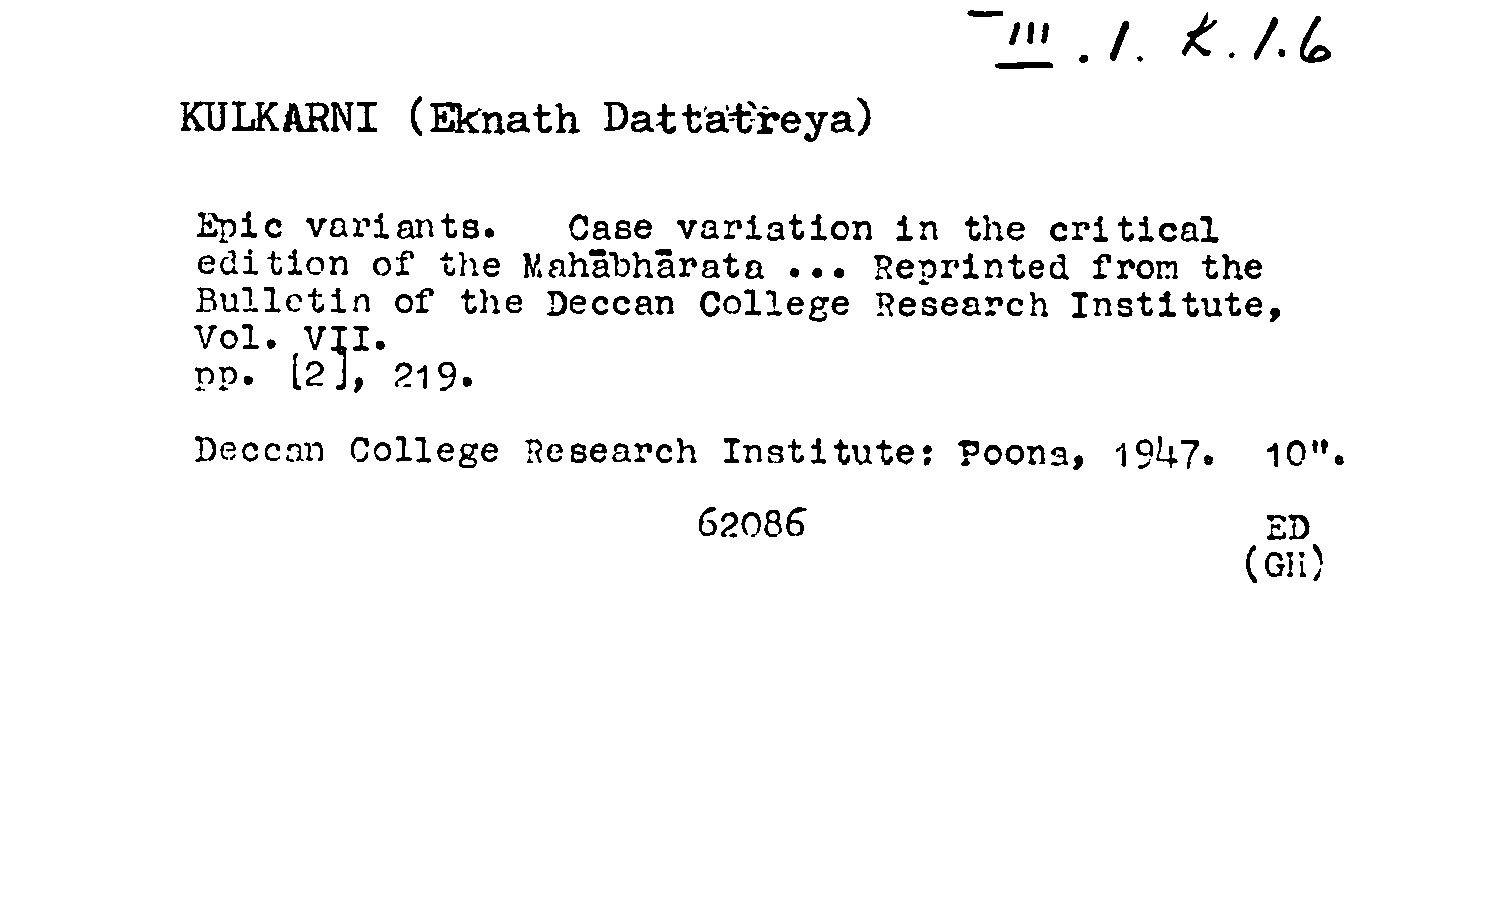 III.1.K.1.6
KULKARNI (Eknath Dattatreya)
Epic variants. Case variation in the critical
edition of the Mahābhārata ... Reprinted from the
Bulletin of the Deccan College Research Institute,
Vol. VII.
pp. [2], 219.
Deccan College Research Institute: Poona, 1947. 10".
62086
ED
(GH)